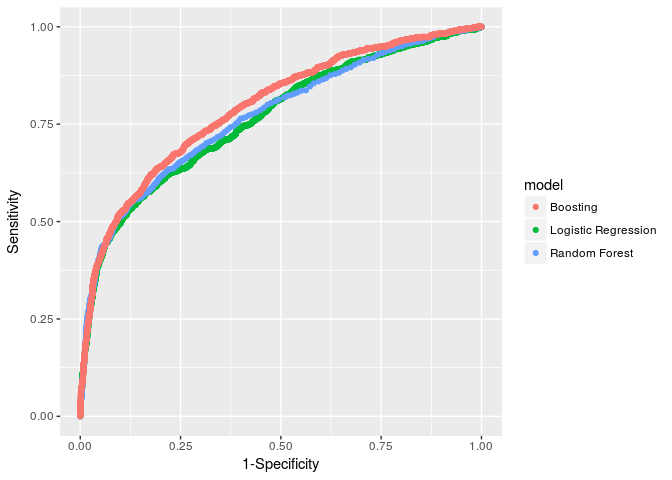 1.00
0.75
0.50
0.25
0.00
Sensitivity
0.00 0.25 0.50 0.75 1.00
1-Specificity
model
Boosting
Logistic Regression
Random Forest